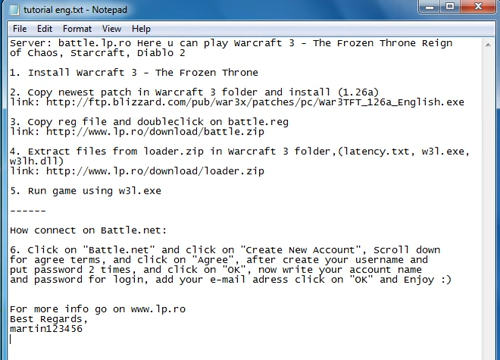 tutorial eng.txt - Notepad
File Edit Format View Help
Server: battle.lp.ro Here u can play Warcraft 3 - The Frozen Throne Reign
of Chaos, Starcraft, Diablo 2
1. Install Warcraft 3 - The Frozen Throne
2. Copy newest patch in Warcraft 3 folder and install (1.26a)
link: http://ftp.blizzard.com/pub/war3x/patches/pc/War3TFT_126a_English.exe
3. Copy reg file and doubleclick on battle.reg
link: http://www.lp.ro/download/battle.zip
4. Extract files from loader.zip in Warcraft 3 folder,(latency.txt, w3l.exe,
w3lh.dll)
link: http://www.lp.ro/download/loader.zip
5. Run game using w3l.exe
------
How connect on Battle.net:
6. Click on "Battle.net" and click on "Create New Account", Scroll down
for agree terms, and click on "Agree", after create your username and
put password 2 times, and click on "OK", now write your account name
and password for login, add your e-mail adress click on "OK" and Enjoy :)
For more info go on www.lp.ro
Best Regards,
martin123456